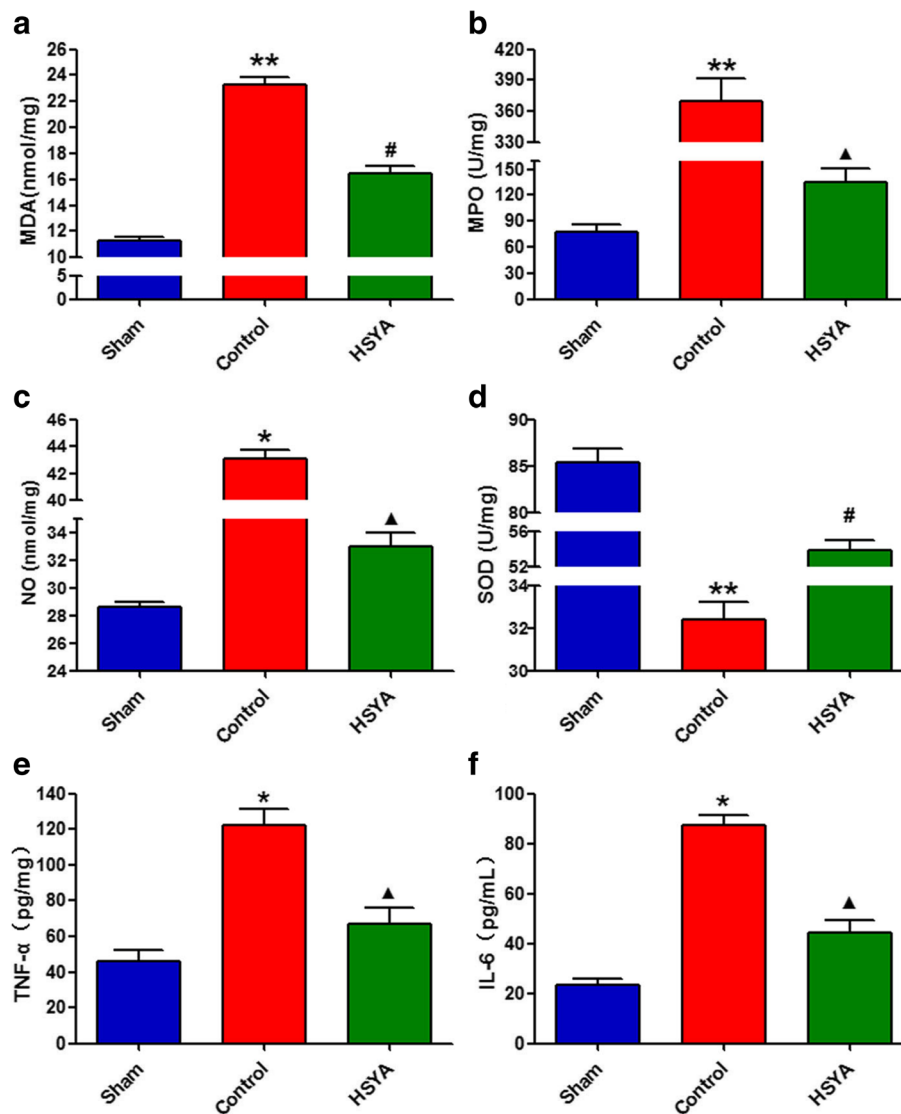 a
MDA(nmol/mg)
26
24
22
20
18
16
14
12
10
5
0
**
#
Sham
Control
HSYA
b
MPO (U/mg)
420
390
360
330
150
120
90
60
30
0
**
▲
Sham
Control
HSYA
c
NO (nmol/mg)
46
44
42
40
34
32
30
28
26
24
*
▲
Sham
Control
HSYA
d
SOD (U/mg)
90
85
80
56
52
34
32
30
**
#
Sham
Control
HSYA
e
TNF-α (pg/mg)
140
120
100
80
60
40
20
0
*
▲
Sham
Control
HSYA
f
IL-6 (pg/mL)
100
80
60
40
20
0
*
▲
Sham
Control
HSYA